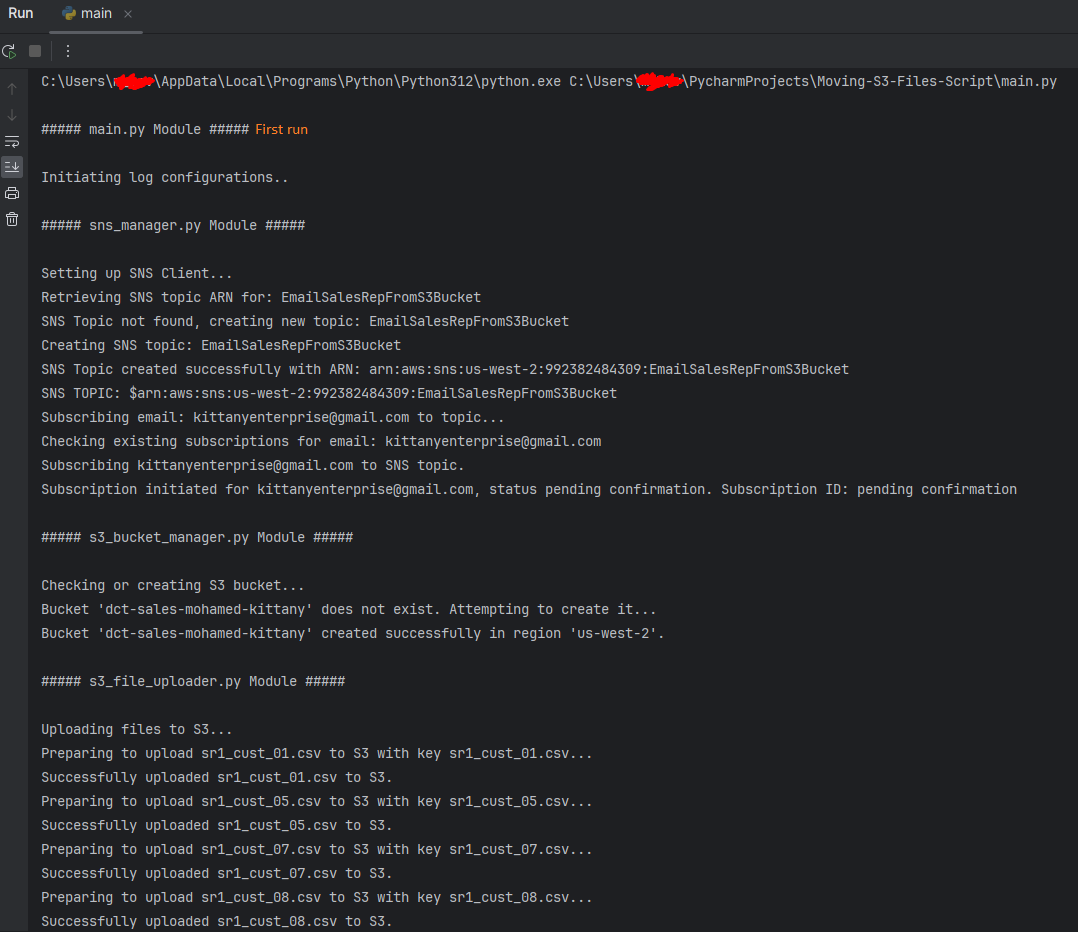 Run main
C:\Users\ \AppData\Local\Programs\Python\Python312\python.exe C:\Users\ \PycharmProjects\Moving-S3-Files-Script\main.py
##### main.py Module ##### First run
Initiating log configurations..
##### sns_manager.py Module #####
Setting up SNS Client...
Retrieving SNS topic ARN for: EmailSalesRepFromS3Bucket
SNS Topic not found, creating new topic: EmailSalesRepFromS3Bucket
Creating SNS topic: EmailSalesRepFromS3Bucket
SNS Topic created successfully with ARN: arn:aws:sns:us-west-2:992382484309:EmailSalesRepFromS3Bucket
SNS TOPIC: $arn:aws:sns:us-west-2:992382484309:EmailSalesRepFromS3Bucket
Subscribing email: kittanyenterprise@gmail.com to topic...
Checking existing subscriptions for email: kittanyenterprise@gmail.com
Subscribing kittanyenterprise@gmail.com to SNS topic.
Subscription initiated for kittanyenterprise@gmail.com, status pending confirmation. Subscription ID: pending confirmation
##### s3_bucket_manager.py Module #####
Checking or creating S3 bucket...
Bucket 'dct-sales-mohamed-kittany' does not exist. Attempting to create it...
Bucket 'dct-sales-mohamed-kittany' created successfully in region 'us-west-2'.
##### s3_file_uploader.py Module #####
Uploading files to S3...
Preparing to upload sr1_cust_01.csv to S3 with key sr1_cust_01.csv...
Successfully uploaded sr1_cust_01.csv to S3.
Preparing to upload sr1_cust_05.csv to S3 with key sr1_cust_05.csv...
Successfully uploaded sr1_cust_05.csv to S3.
Preparing to upload sr1_cust_07.csv to S3 with key sr1_cust_07.csv...
Successfully uploaded sr1_cust_07.csv to S3.
Preparing to upload sr1_cust_08.csv to S3 with key sr1_cust_08.csv...
Successfully uploaded sr1_cust_08.csv to S3.